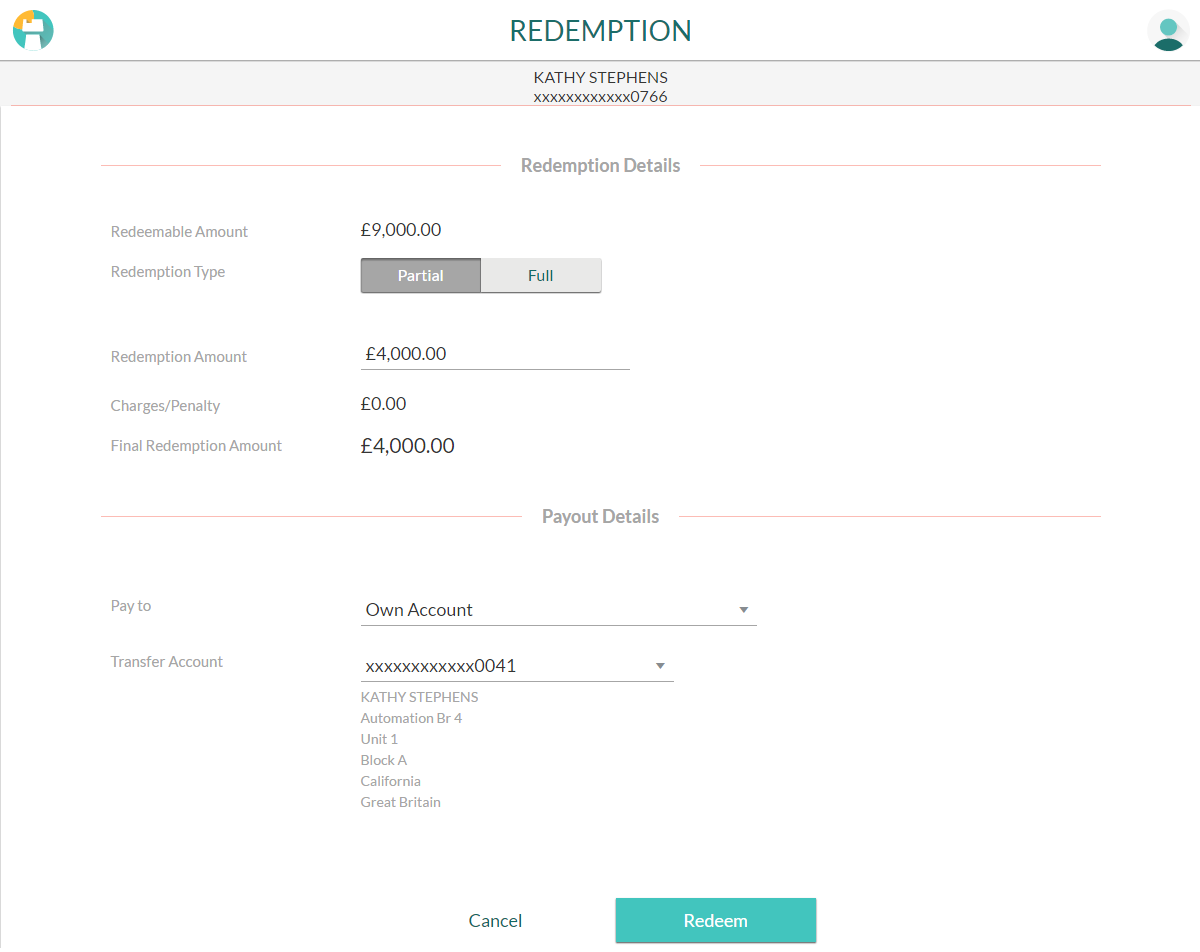 REDEMPTION
KATHY STEPHENS
xxxxxxxxxxxx0766
Redemption Details
Redeemable Amount £9,000.00
Redemption Type Partial Full
Redemption Amount £4,000.00
Charges/Penalty £0.00
Final Redemption Amount £4,000.00
Payout Details
Pay to Own Account
Transfer Account xxxxxxxxxxxx0041
KATHY STEPHENS
Automation Br 4
Unit 1
Block A
California
Great Britain
Cancel Redeem